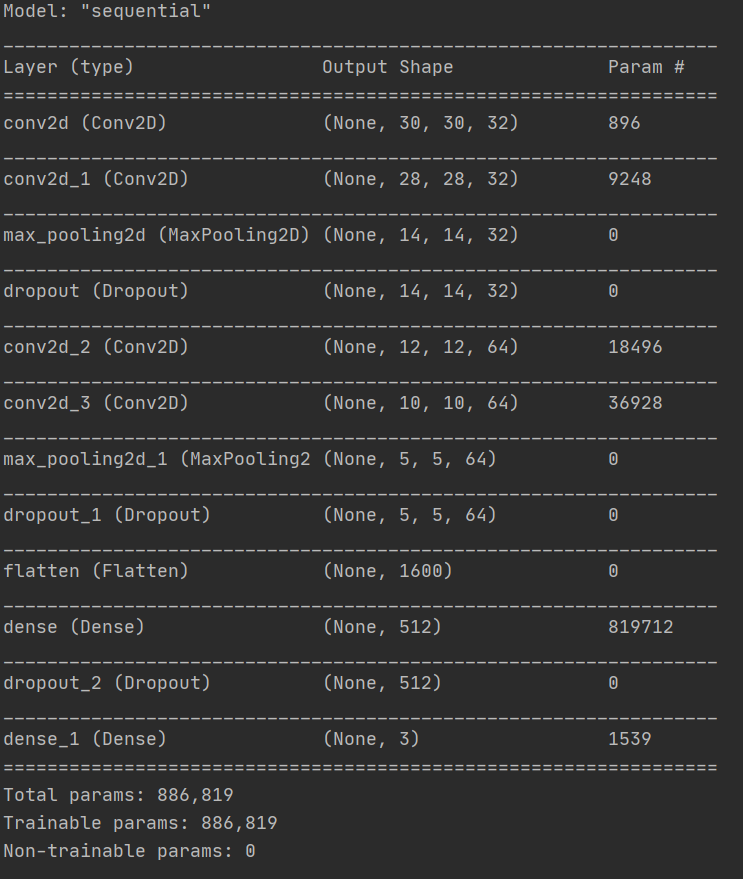 Model: "sequential"
_________________________________________________________________
Layer (type)                 Output Shape              Param #
=================================================================
conv2d (Conv2D)              (None, 30, 30, 32)        896
_________________________________________________________________
conv2d_1 (Conv2D)            (None, 28, 28, 32)        9248
_________________________________________________________________
max_pooling2d (MaxPooling2D) (None, 14, 14, 32)        0
_________________________________________________________________
dropout (Dropout)            (None, 14, 14, 32)        0
_________________________________________________________________
conv2d_2 (Conv2D)            (None, 12, 12, 64)        18496
_________________________________________________________________
conv2d_3 (Conv2D)            (None, 10, 10, 64)        36928
_________________________________________________________________
max_pooling2d_1 (MaxPooling2 (None, 5, 5, 64)          0
_________________________________________________________________
dropout_1 (Dropout)          (None, 5, 5, 64)          0
_________________________________________________________________
flatten (Flatten)            (None, 1600)              0
_________________________________________________________________
dense (Dense)                (None, 512)               819712
_________________________________________________________________
dropout_2 (Dropout)          (None, 512)               0
_________________________________________________________________
dense_1 (Dense)              (None, 3)                 1539
=================================================================
Total params: 886,819
Trainable params: 886,819
Non-trainable params: 0